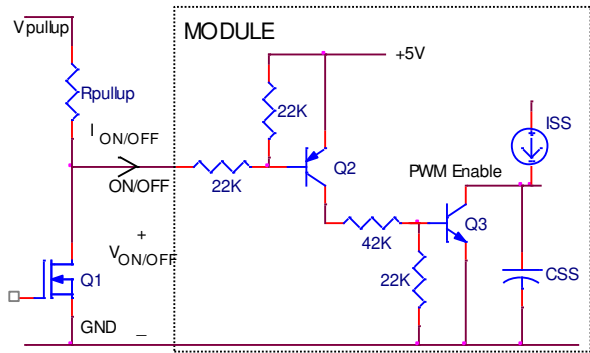 Vpullup
MODULE
+5V
Rpullup
22K
ISS
I ON/OFF
Q2
PWM Enable
ON/OFF
22K
+
V ON/OFF
42K
Q3
Q1
22K
CSS
GND
_